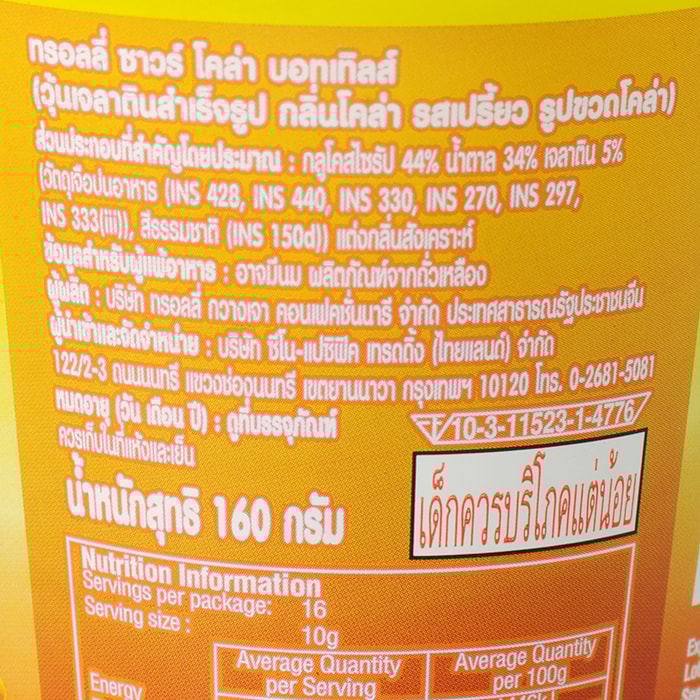 ทรอลลี่ ซาวร์ โคล่า บอทเทิลส์
(วุ้นเจลาตินสำเร็จรูป กลิ่นโคล่า รสเปรี้ยว รูปขวดโคล่า)
ส่วนประกอบที่สำคัญโดยประมาณ : กลูโคสไซรัป 44% น้ำตาล 34% เจลาติน 5%
(วัตถุเจือปนอาหาร (INS 428, INS 440, INS 330, INS 270, INS 297,
INS 333(iii)), สีธรรมชาติ (INS 150d)) แต่งกลิ่นสังเคราะห์
ข้อมูลสำหรับผู้แพ้อาหาร : อาจมีนม ผลิตภัณฑ์จากถั่วเหลือง
ผู้ผลิต : บริษัท ทรอลลี่ กวางเจา คอนเฟคชั่นนารี จำกัด ประเทศสาธารณรัฐประชาชนจีน
ผู้นำเข้าและจัดจำหน่าย : บริษัท ซีโน-แปซิฟิค เทรดดิ้ง (ไทยแลนด์) จำกัด
122/2-3 ถนนนนทรี แขวงช่องนนทรี เขตยานนาวา กรุงเทพฯ 10120 โทร. 0-2681-5081
หมดอายุ (วัน เดือน ปี) : ดูที่บรรจุภัณฑ์
10-3-11523-1-4776
ควรเก็บในที่แห้งและเย็น
น้ำหนักสุทธิ 160 กรัม
เด็กควรบริโภคแต่น้อย
Nutrition Information
Servings per package: 16
Serving size : 10g
Average Quantity per Serving
Average Quantity per 100g
Energy